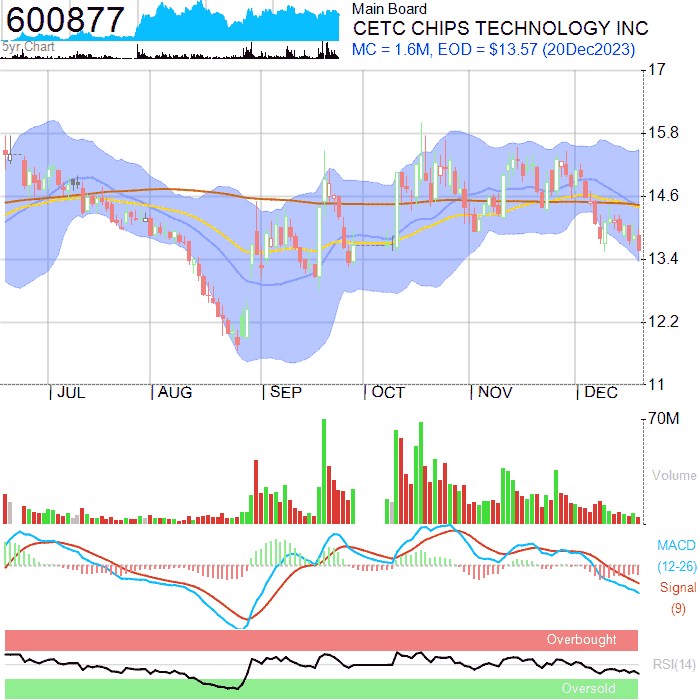 600877
5yr Chart
Main Board
CETC CHIPS TECHNOLOGY INC
MC = 1.6M, EOD = $13.57 (20Dec2023)
17
15.8
14.6
13.4
12.2
11
JUL AUG SEP OCT NOV DEC
70M
Volume
MACD
(12-26)
Signal
(9)
Overbought
RSI(14)
Oversold